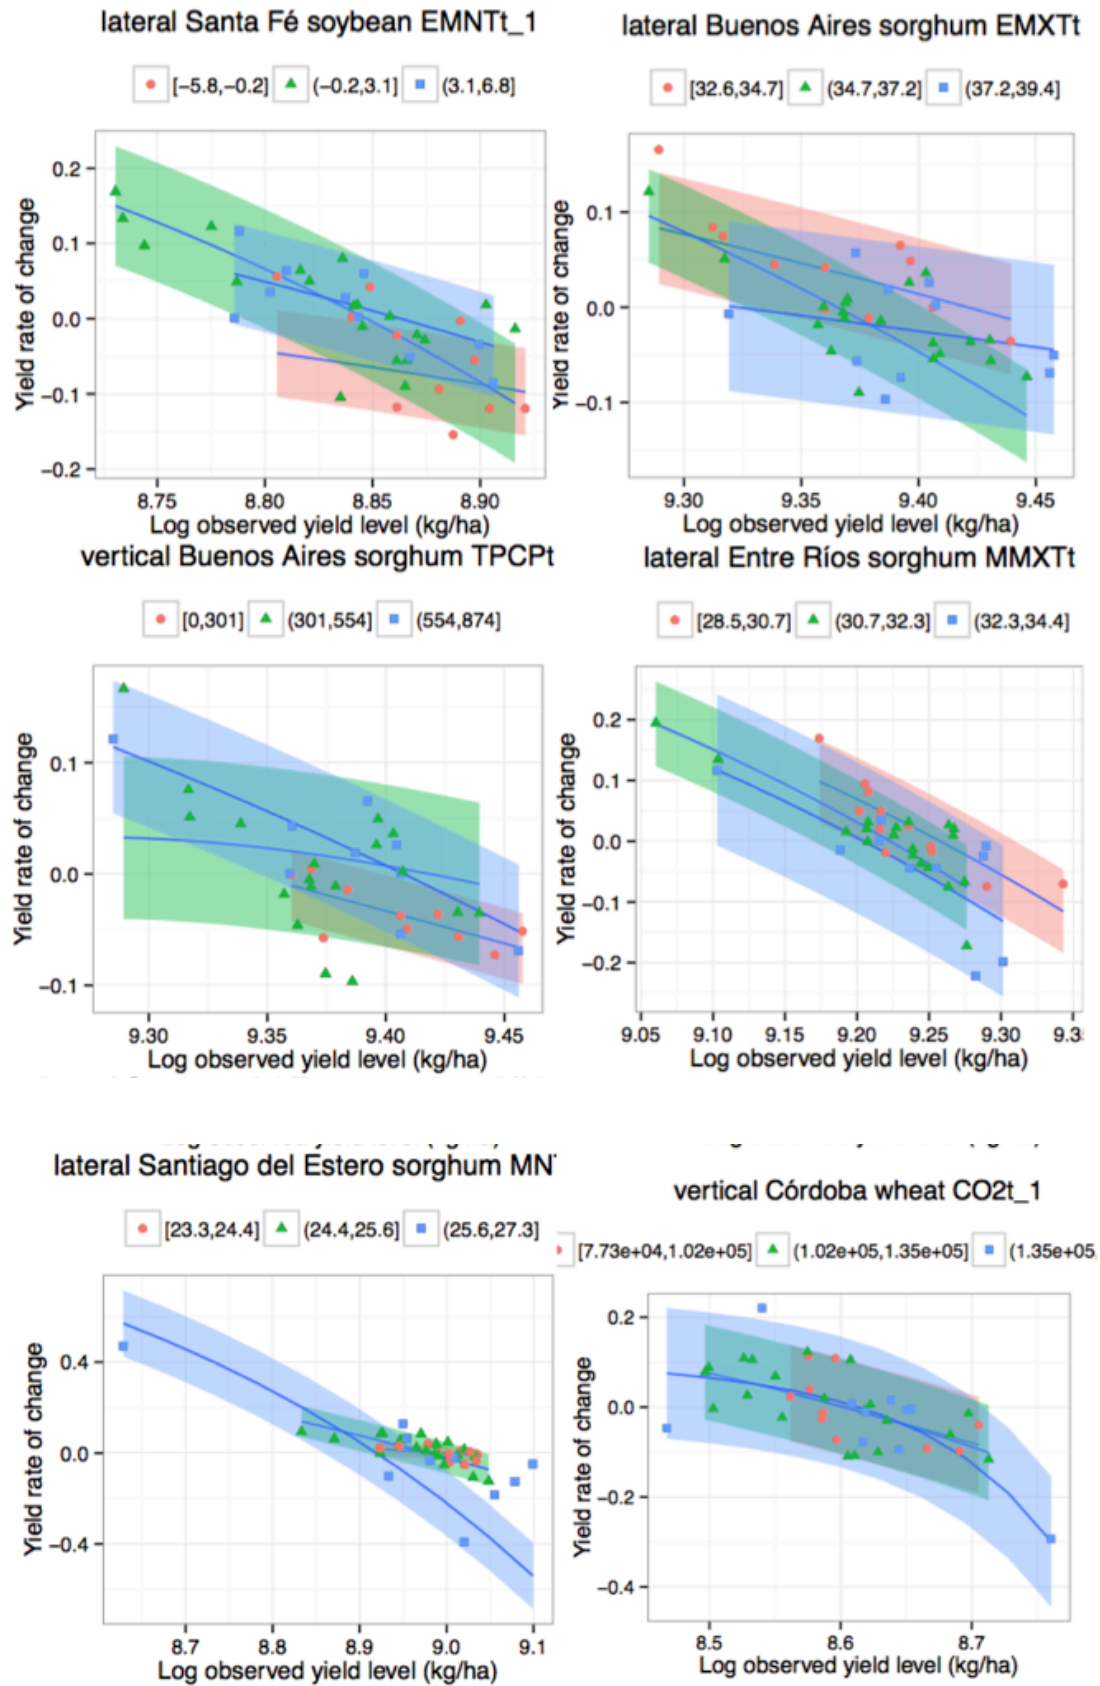 lateral Santa Fé soybean EMNTt_1
[−5.8,−0.2] (−0.2,3.1] (3.1,6.8]
Yield rate of change
0.2
0.1
0.0
−0.1
−0.2
8.75 8.80 8.85 8.90
Log observed yield level (kg/ha)
lateral Buenos Aires sorghum EMXTt
[32.6,34.7] (34.7,37.2] (37.2,39.4]
Yield rate of change
0.1
0.0
−0.1
9.30 9.35 9.40 9.45
Log observed yield level (kg/ha)
vertical Buenos Aires sorghum TPCPt
[0,301] (301,554] (554,874]
Yield rate of change
0.1
0.0
−0.1
9.30 9.35 9.40 9.45
Log observed yield level (kg/ha)
lateral Entre Ríos sorghum MMXTt
[28.5,30.7] (30.7,32.3] (32.3,34.4]
Yield rate of change
0.2
0.1
0.0
−0.1
−0.2
9.05 9.10 9.15 9.20 9.25 9.30 9.3
Log observed yield level (kg/ha)
lateral Santiago del Estero sorghum MN
[23.3,24.4] (24.4,25.6] (25.6,27.3]
Yield rate of change
0.4
0.0
−0.4
8.7 8.8 8.9 9.0 9.1
Log observed yield level (kg/ha)
vertical Córdoba wheat CO2t_1
[7.73e+04,1.02e+05] (1.02e+05,1.35e+05] (1.35e+05,
Yield rate of change
0.2
0.0
−0.2
−0.4
8.5 8.6 8.7
Log observed yield level (kg/ha)